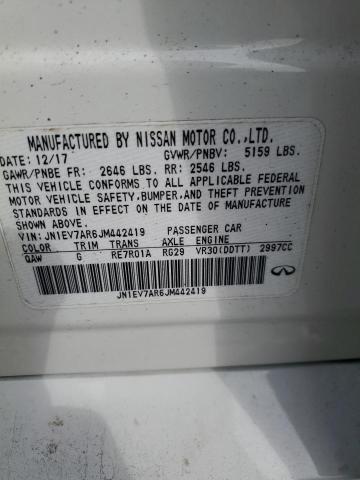 MANUFACTURED BY NISSAN MOTOR CO.,LTD.
DATE: 12/17 GVWR/PNBV: 5159 LBS.
GAWR/PNBE FR: 2646 LBS. RR: 2546 LBS.
THIS VEHICLE CONFORMS TO ALL APPLICABLE FEDERAL
MOTOR VEHICLE SAFETY,BUMPER,AND THEFT PREVENTION
STANDARDS IN EFFECT ON THE DATE OF MANUFACTURE
SHOWN ABOVE.
VIN:JN1EV7AR6JM442419 PASSENGER CAR
COLOR TRIM TRANS AXLE ENGINE
QAW G RE7R01A RG29 VR30(DDTT) 2997CC
JN1EV7AR6JM442419